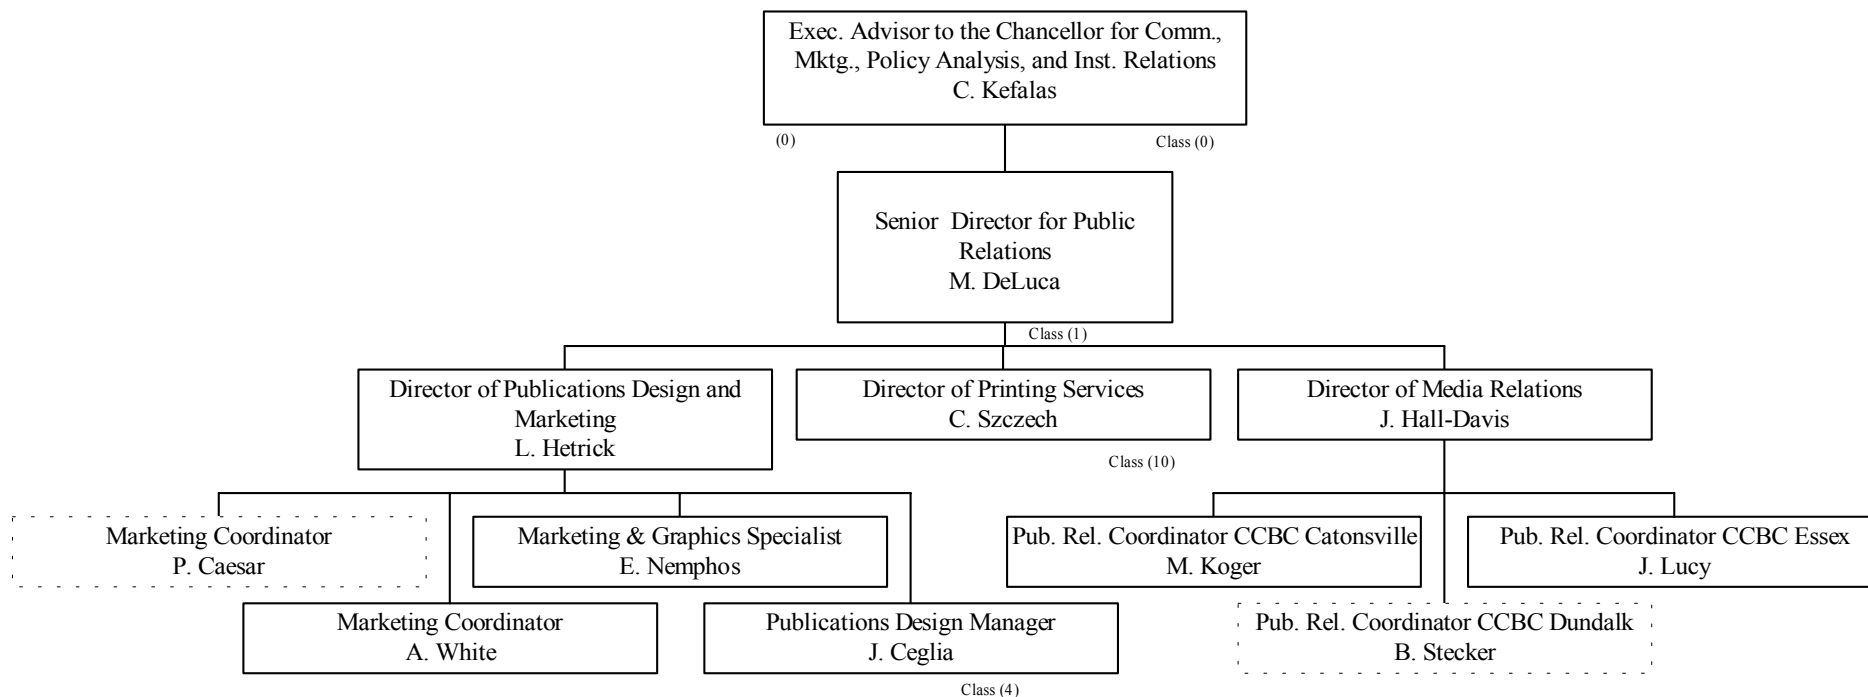 Exec. Advisor to the Chancellor for Comm.,
Mktg., Policy Analysis, and Inst. Relations
C. Kefalas
(0)
Class (0)
Senior Director for Public
Relations
M. DeLuca
Class (1)
Director of Publications Design and
Marketing
L. Hetrick
Director of Printing Services
C. Szczech
Class (10)
Director of Media Relations
J. Hall-Davis
Marketing Coordinator
P. Caesar
Marketing & Graphics Specialist
E. Nemphos
Pub. Rel. Coordinator CCBC Catonsville
M. Koger
Pub. Rel. Coordinator CCBC Essex
J. Lucy
Marketing Coordinator
A. White
Publications Design Manager
J. Ceglia
Class (4)
Pub. Rel. Coordinator CCBC Dundalk
B. Stecker